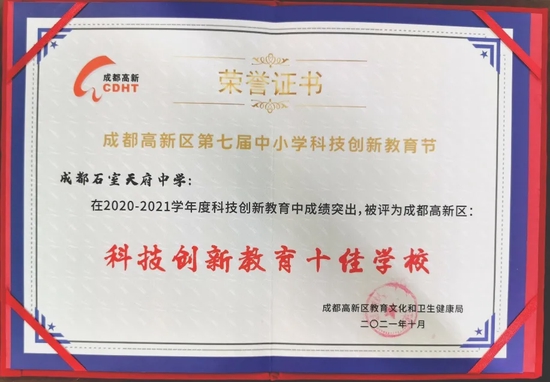 成都高新
CDHT
荣誉证书
成都高新区第七届中小学科技创新教育节
成都石室天府中学：
在2020-2021学年度科技创新教育中成绩突出，被评为成都高新区：
科技创新教育十佳学校
成都高新区教育文化和卫生健康局
二〇二一年十月